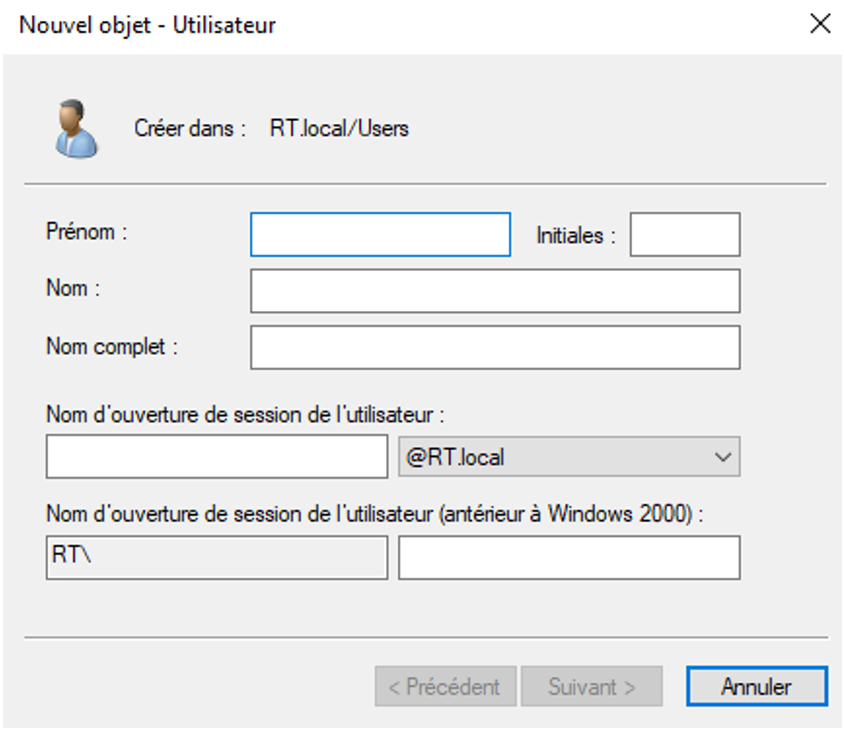 Nouvel objet - Utilisateur
Créer dans : RT.local/Users
Prénom : Initiales :
Nom :
Nom complet :
Nom d'ouverture de session de l'utilisateur :
@RT.local
Nom d'ouverture de session de l'utilisateur (antérieur à Windows 2000) :
RT\
< Précédent Suivant > Annuler